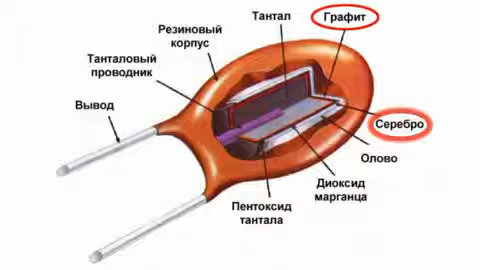 Тантал
Графит
Резиновый
корпус
Танталовый
проводник
Вывод
Серебро
Олово
Диоксид
марганца
Пентоксид
тантала